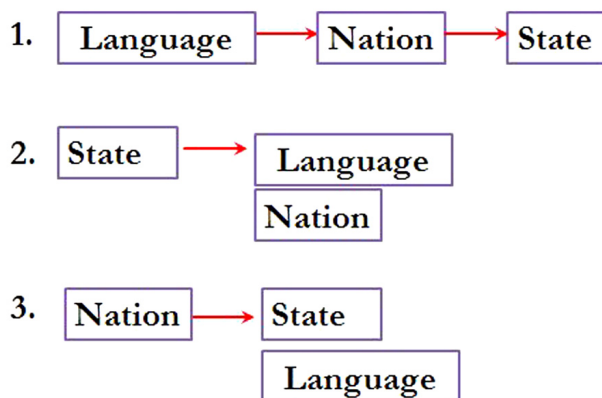 1. Language Nation State
2. State Language
Nation
3. Nation State
Language